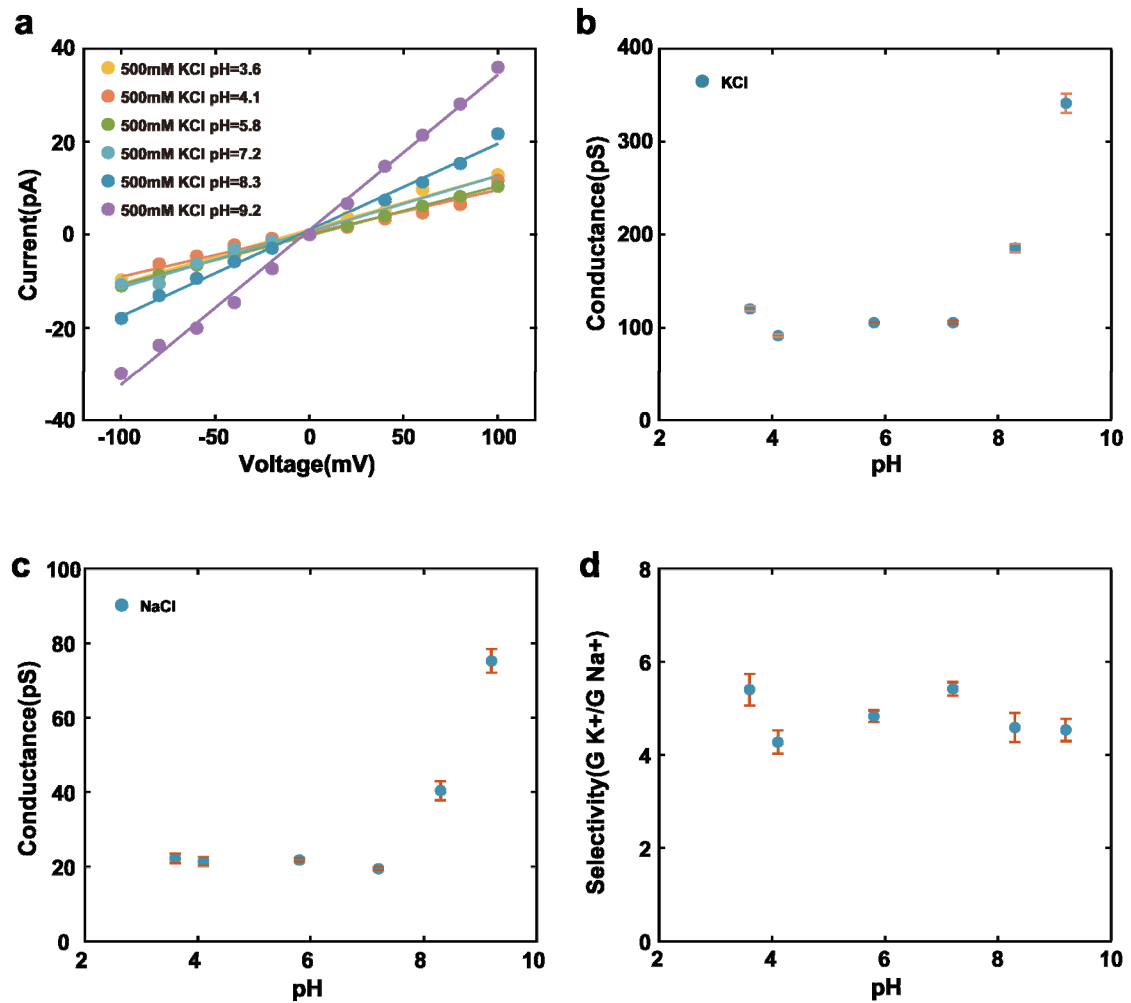 a
40
20
0
-20
-40
Current(pA)
500mM KCl pH=3.6
500mM KCl pH=4.1
500mM KCl pH=5.8
500mM KCl pH=7.2
500mM KCl pH=8.3
500mM KCl pH=9.2
-100 -50 0 50 100
Voltage(mV)
b
400
300
200
100
0
Conductance(pS)
KCl
2 4 6 8 10
pH
c
100
80
60
40
20
0
Conductance(pS)
NaCl
2 4 6 8 10
pH
d
8
6
4
2
0
Selectivity(G K+/G Na+)
2 4 6 8 10
pH